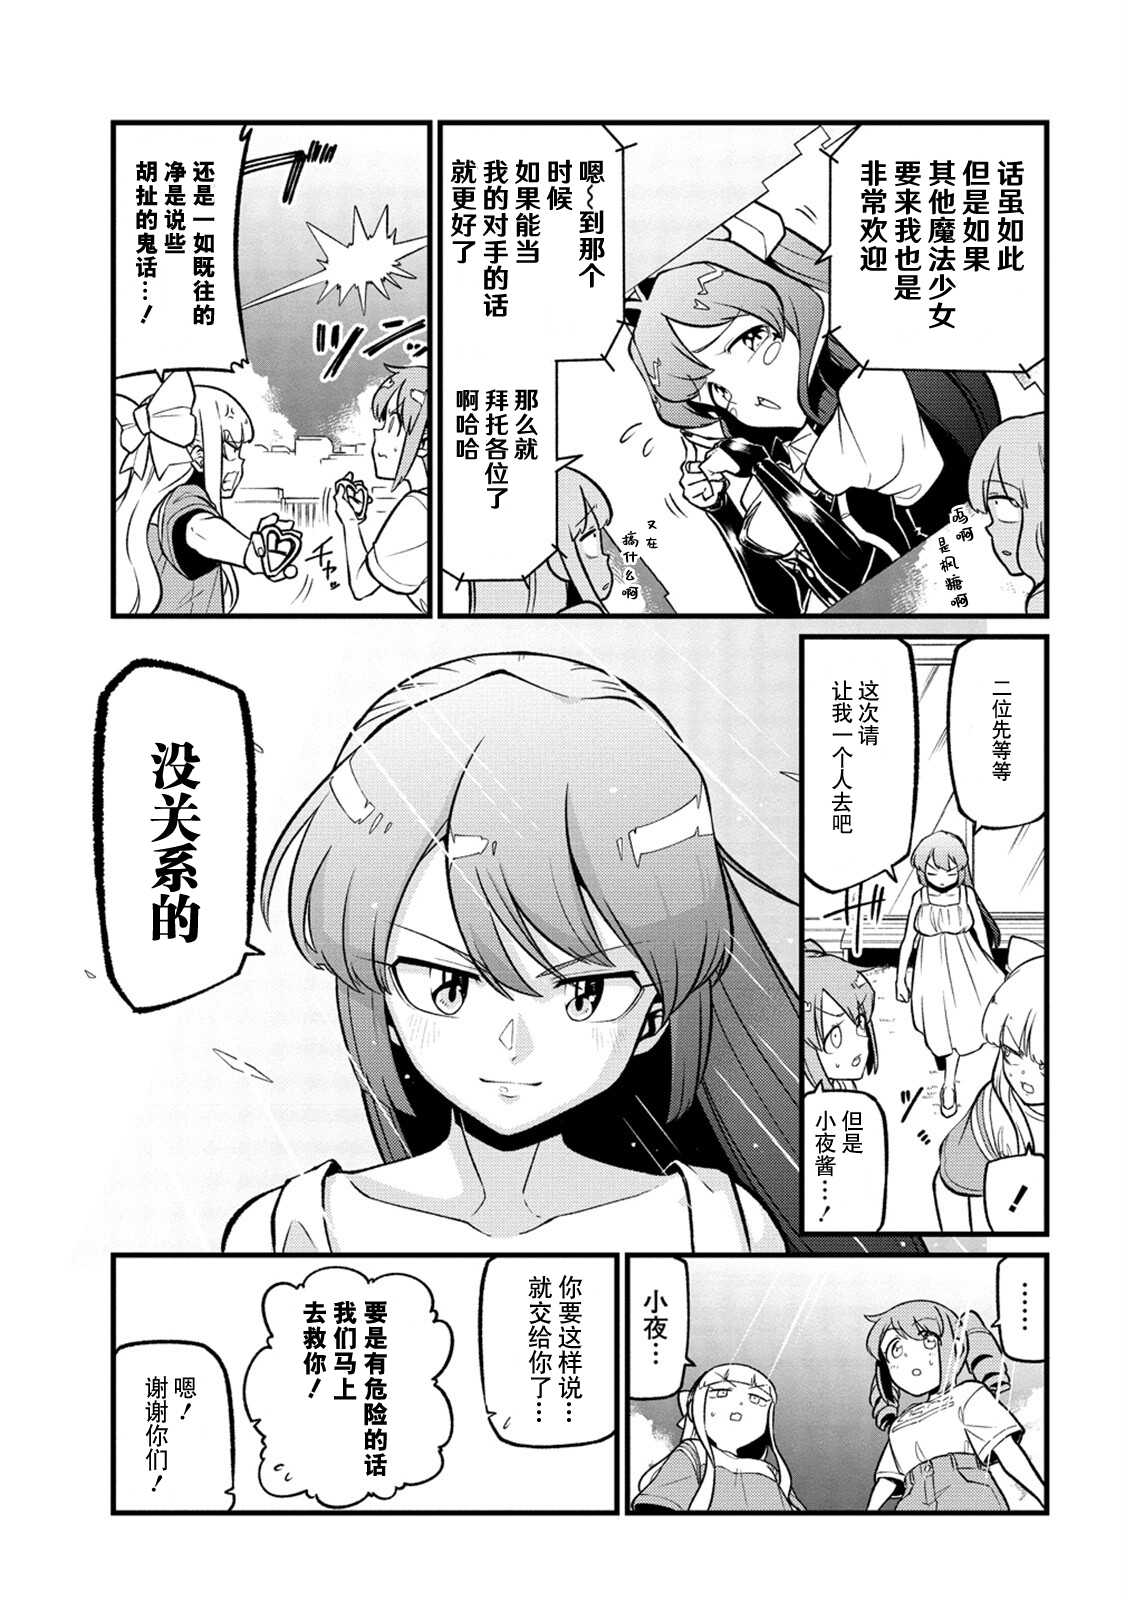 话虽如此
但是如果
其他魔法少女
要来我也是
非常欢迎
嗯～到那个
时候
如果能当
我的对手的话
就更好了
那么就
拜托各位了
啊哈哈
呜啊
是枫糖啊
又在
搞什么啊
还是一如既往的
净是说些
胡扯的鬼话…！
ツン
チャ
二位先等等
这次请
让我一个人去吧
但是
小夜酱…！
！
没关系的
……
小夜…
你要这样说…
就交给你了…
要是有危险的话
我们马上
去救你！
嗯！
谢谢你们！